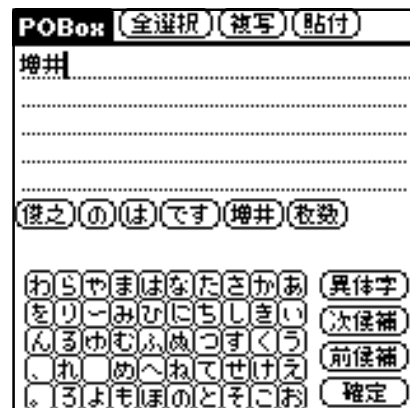 POBox 全選択 複写 貼付
増井
俊之 の は です 増井 枚数
わ ら や ま は な た さ か あ 異体字
を り ー み ひ に ち し き い 次候補
ん る ゆ む ふ ぬ つ す く う
、 れ め へ ね て せ け え 前候補
。 ろ よ も ほ の と そ こ お 確定